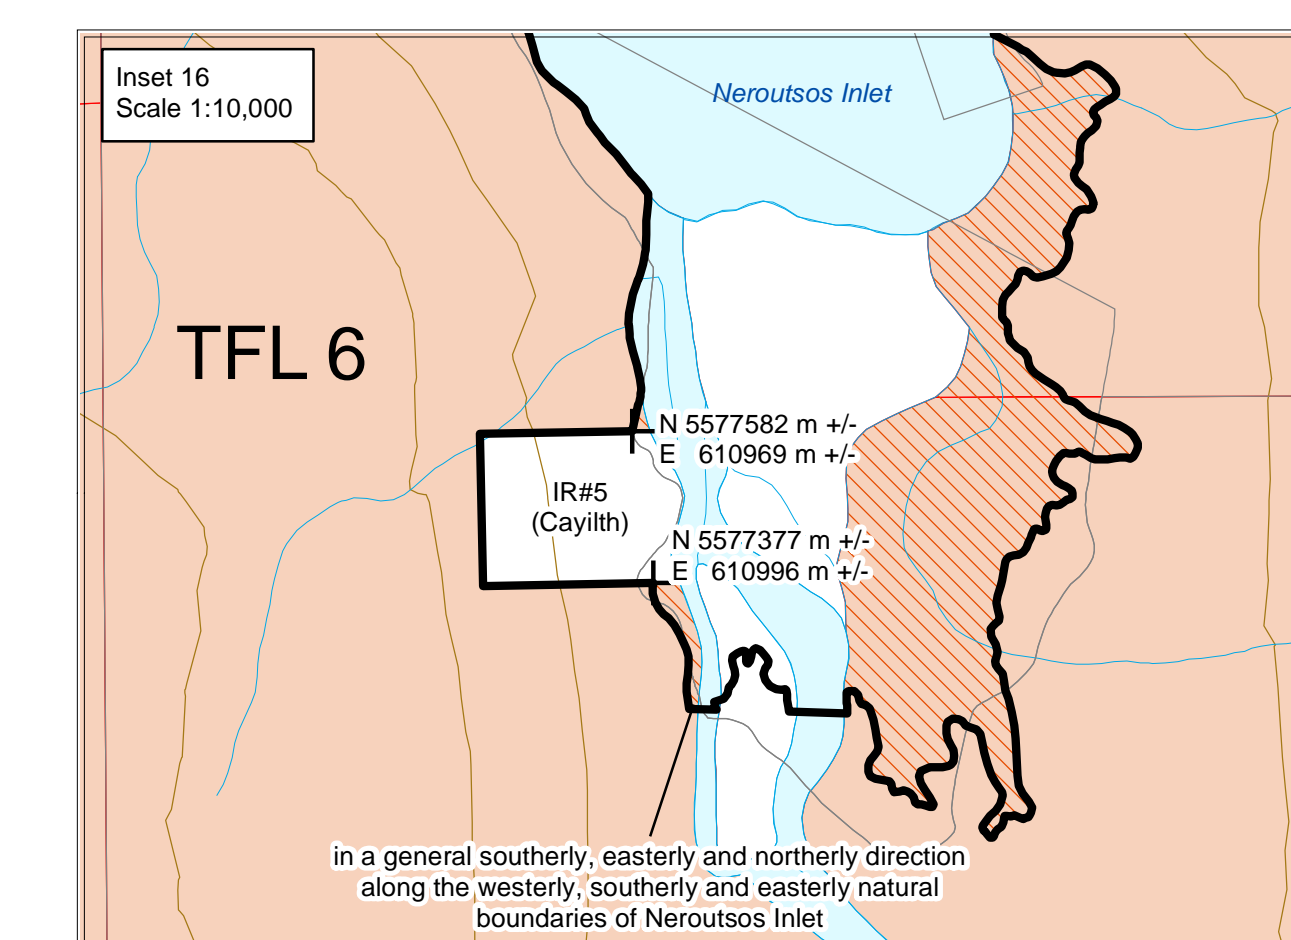 Inset 16
Scale 1:10,000
Neroutsos Inlet
TFL 6
N 5577582 m +/-
E 610969 m +/-
IR#5
(Cayilth)
N 5577377 m +/-
E 610996 m +/-
in a general southerly, easterly and northerly direction
along the westerly, southerly and easterly natural
boundaries of Neroutsos Inlet